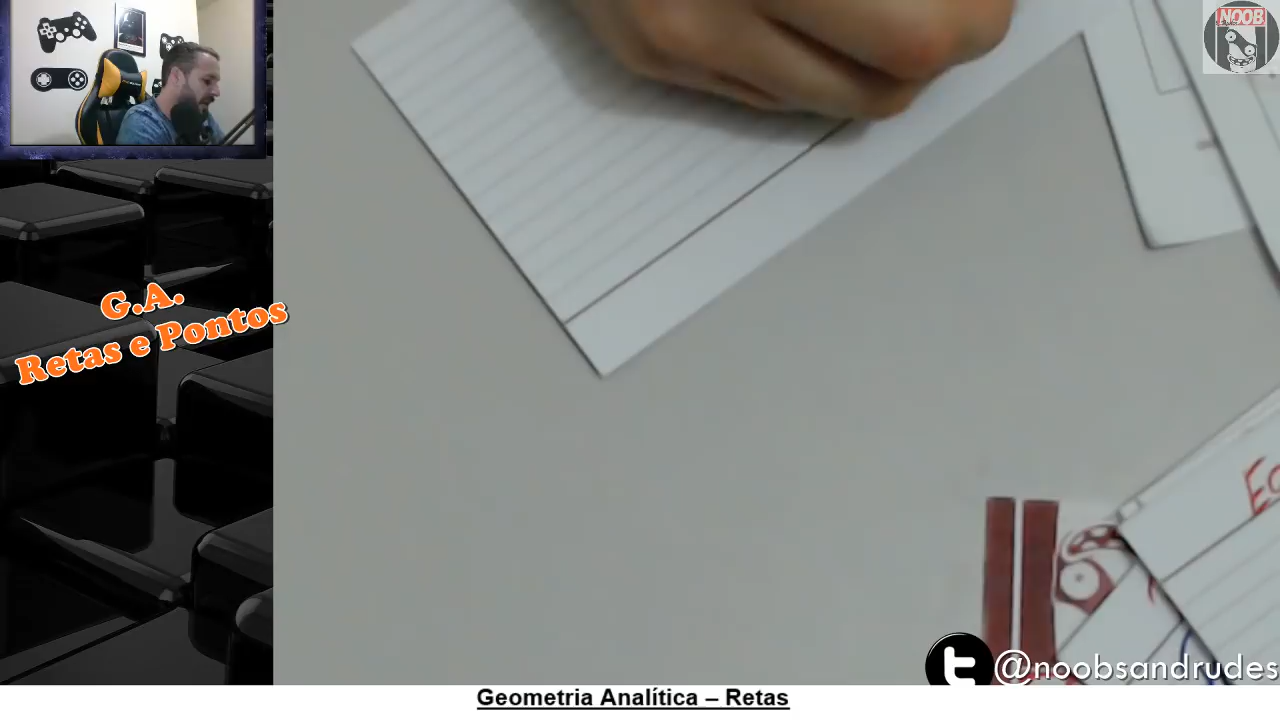 NOOB
G.A.
Retas e Pontos
@noobsandrudes
Geometria Analítica – Retas